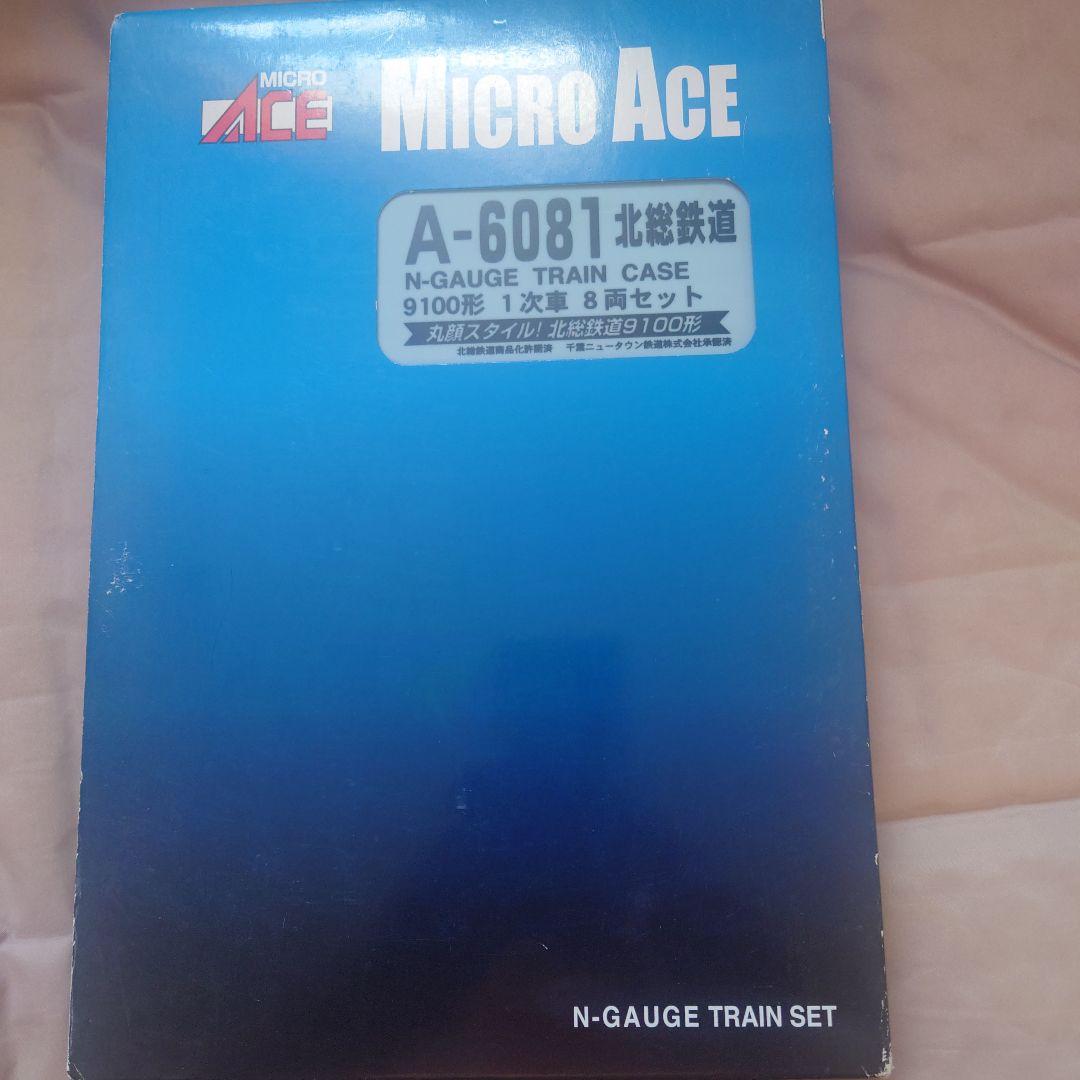 MICRO
ACE
MICRO ACE
A-6081 北総鉄道
N-GAUGE TRAIN CASE
9100形 1次車 8両セット
丸顔スタイル! 北総鉄道9100形
北総鉄道商品化許諾済 千葉ニュータウン鉄道株式会社承認済
N-GAUGE TRAIN SET